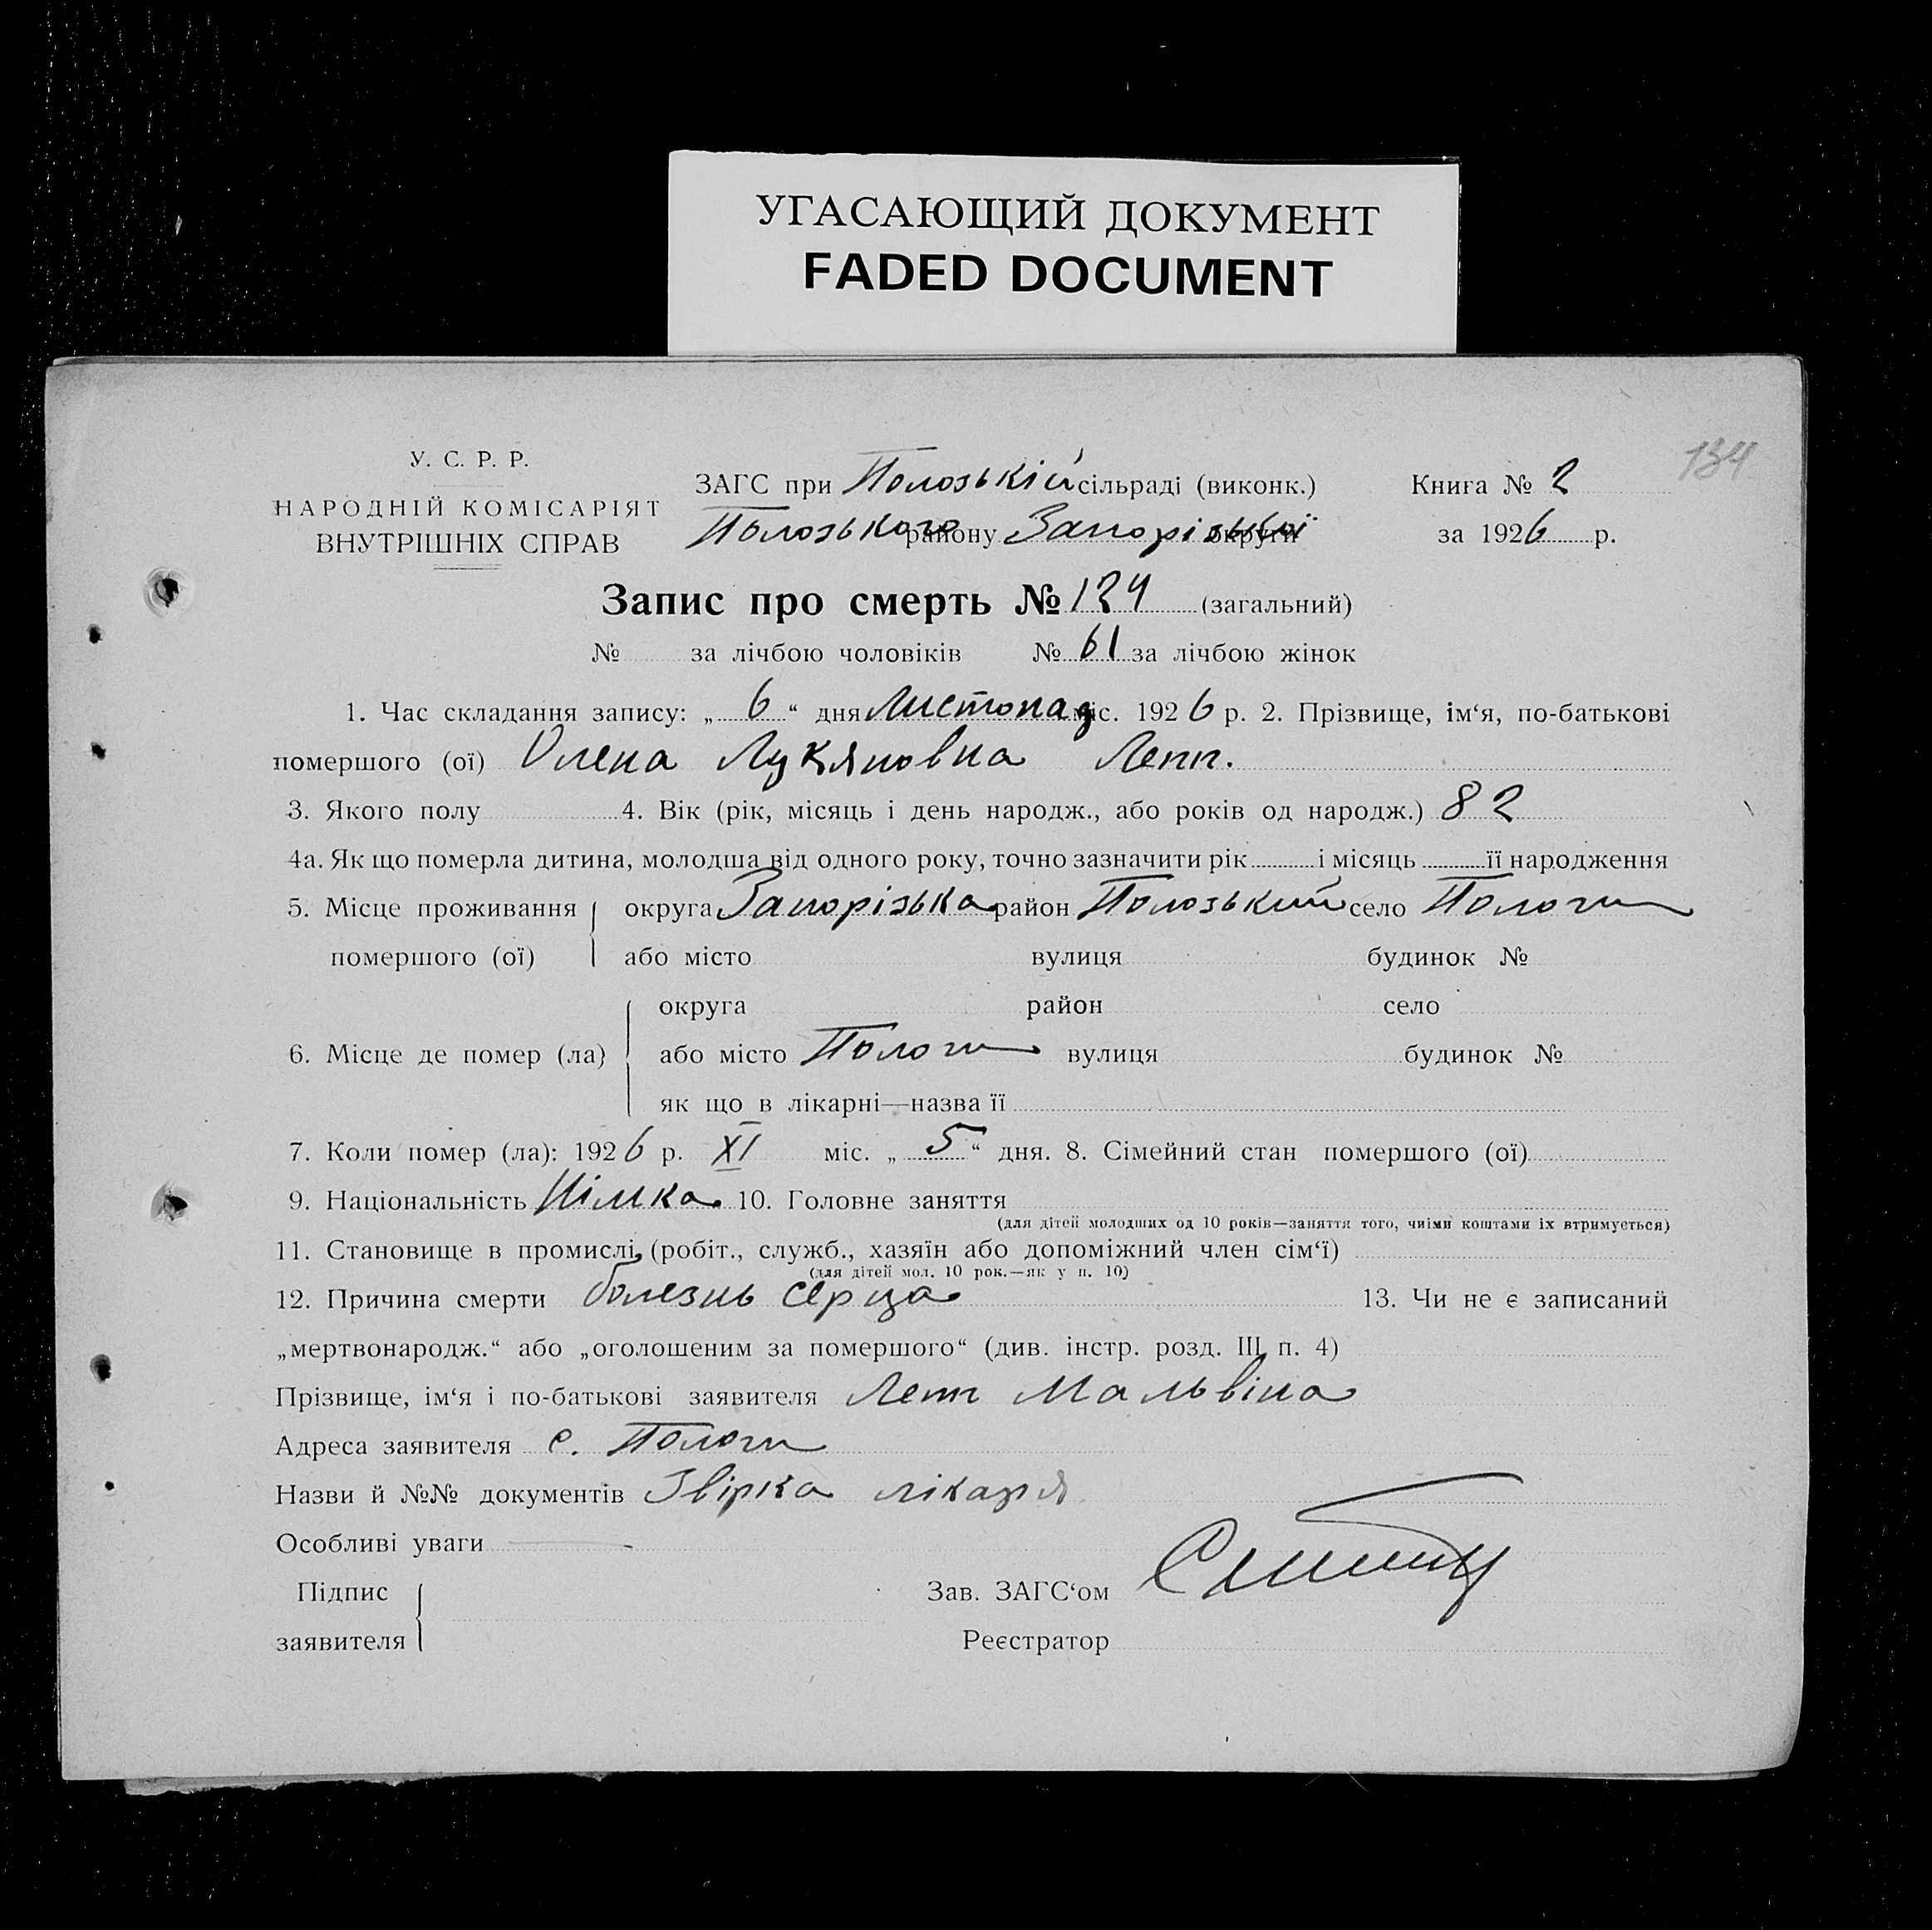 УГАСАЮЩИЙ ДОКУМЕНТ
FADED DOCUMENT
134
У. С. Р. Р.
НАРОДНІЙ КОМІСАРІЯТ
ВНУТРІШНІХ СПРАВ
ЗАГС при Полозькій сільраді (виконк.)
Полозького району Запорізької округи
Книга № 2
за 1926 р.
Запис про смерть № 134 (загальний)
№ за лічбою чоловіків № 61 за лічбою жінок
1. Час складання запису: „ 6 “ дня Листопад міс. 1926 р. 2. Прізвище, ім‘я, по-батькові
помершого (ої) Олена Лукяновна Лепп.
3. Якого полу 4. Вік (рік, місяць і день народж., або років од народж.) 82
4а. Як що померла дитина, молодша від одного року, точно зазначити рік і місяць її народження
5. Місце проживання округа Запорізька район Полозький село Пологи
помершого (ої) або місто вулиця будинок №
округа район село
6. Місце де помер (ла) або місто Пологи вулиця будинок №
як що в лікарні—назва її
7. Коли помер (ла): 1926 р. XI міс. „ 5 “ дня. 8. Сімейний стан помершого (ої)
9. Національність Німка 10. Головне заняття
(для дітей молодших од 10 років—заняття того, чиїми коштами їх втримується)
11. Становище в промислі, (робіт., служб., хазяїн або допоміжний член сім‘ї)
(для дітей мол. 10 рок.—як у п. 10)
12. Причина смерти болезнь серца 13. Чи не є записаний
„мертвонародж.“ або „оголошеним за помершого“ (див. інстр. розд. III п. 4)
Прізвище, ім‘я і по-батькові заявителя Лепп Мальвіна
Адреса заявителя с. Пологи
Назви й №№ документів Звірка лікаря
Особливі уваги
Підпис
заявителя
Зав. ЗАГС‘ом
Реєстратор